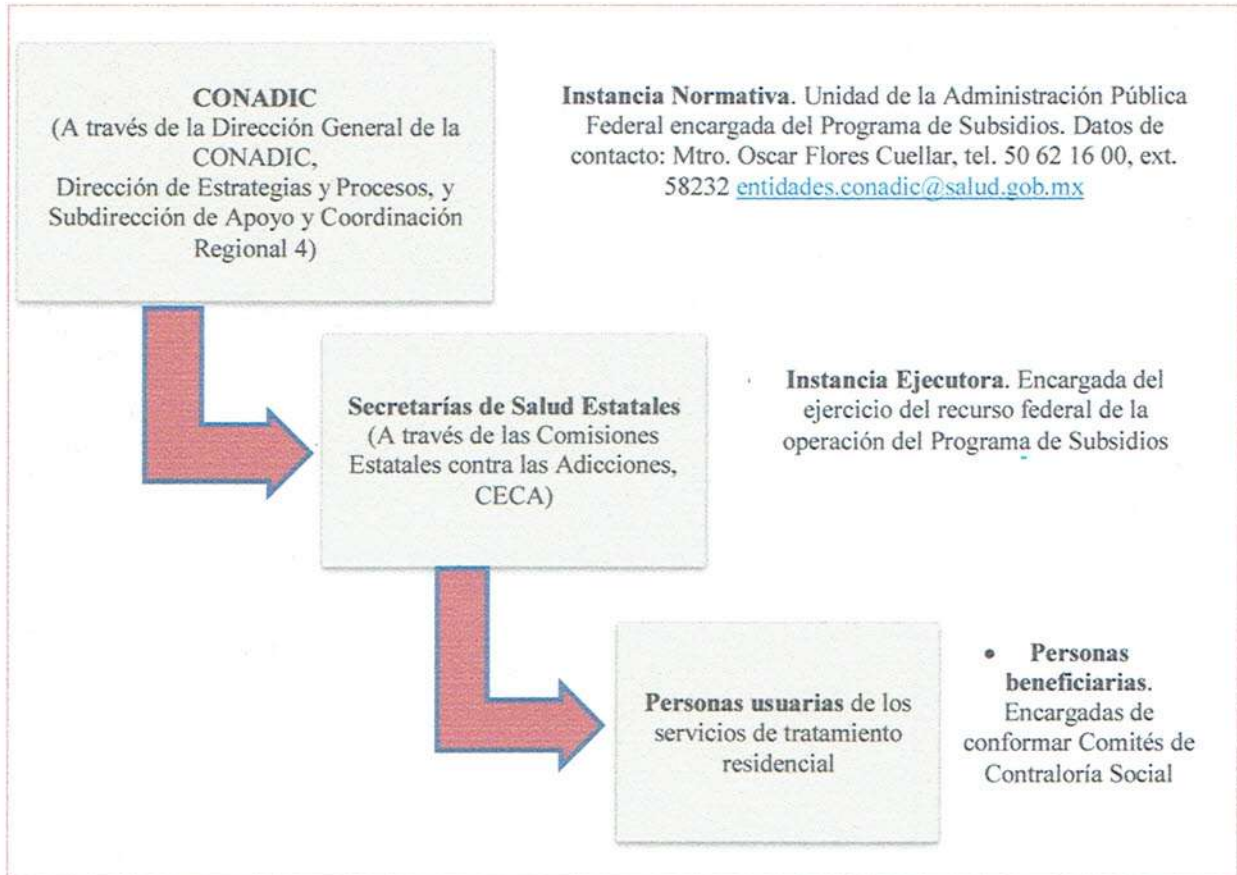 CONADIC
(A través de la Dirección General de la
CONADIC,
Dirección de Estrategias y Procesos, y
Subdirección de Apoyo y Coordinación
Regional 4)
Instancia Normativa. Unidad de la Administración Pública
Federal encargada del Programa de Subsidios. Datos de
contacto: Mtro. Oscar Flores Cuellar, tel. 50 62 16 00, ext.
58232 entidades.conadic@salud.gob.mx
Secretarías de Salud Estatales
(A través de las Comisiones
Estatales contra las Adicciones,
CECA)
Instancia Ejecutora. Encargada del
ejercicio del recurso federal de la
operación del Programa de Subsidios
Personas usuarias de los
servicios de tratamiento
residencial
• Personas
beneficiarias.
Encargadas de
conformar Comités de
Contraloría Social